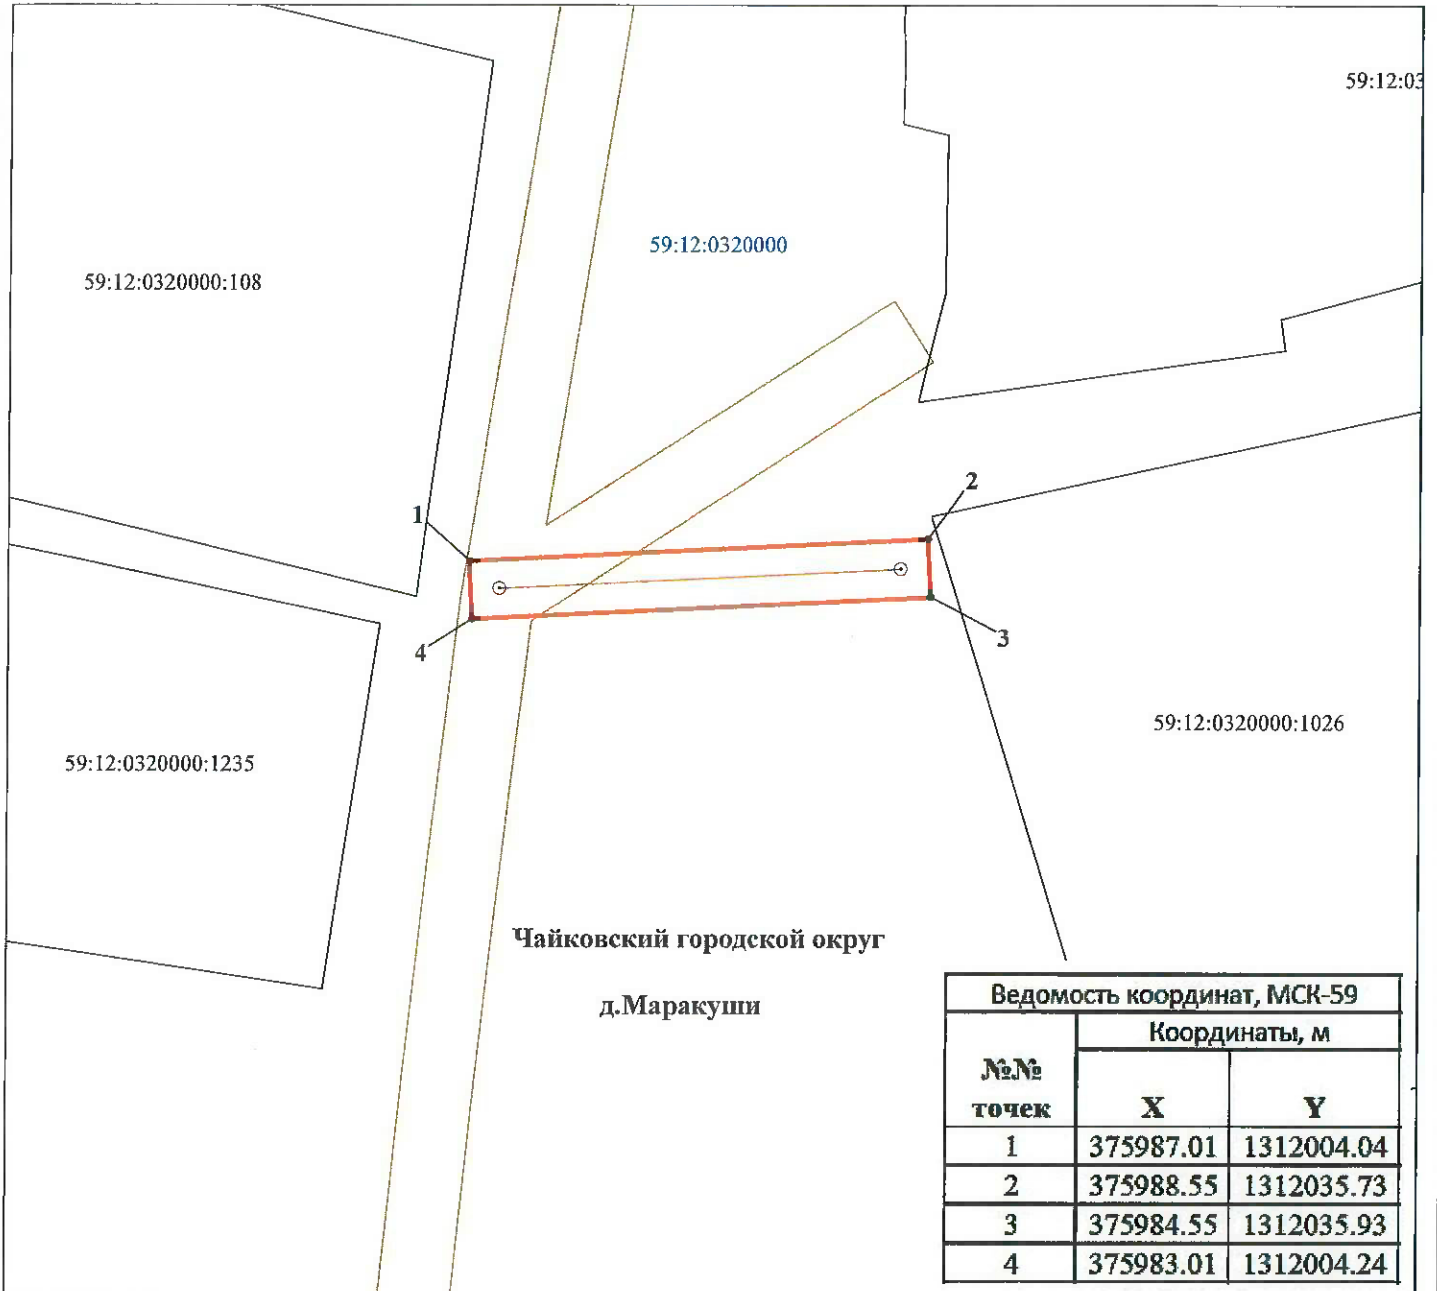 59:12:03
59:12:0320000
59:12:0320000:108
2
1
4
3
59:12:0320000:1026
59:12:0320000:1235
Чайковский городской округ
д.Маракуши
Ведомость координат, МСК-59
Координаты, м
№№ точек X Y
1 375987.01 1312004.04
2 375988.55 1312035.73
3 375984.55 1312035.93
4 375983.01 1312004.24